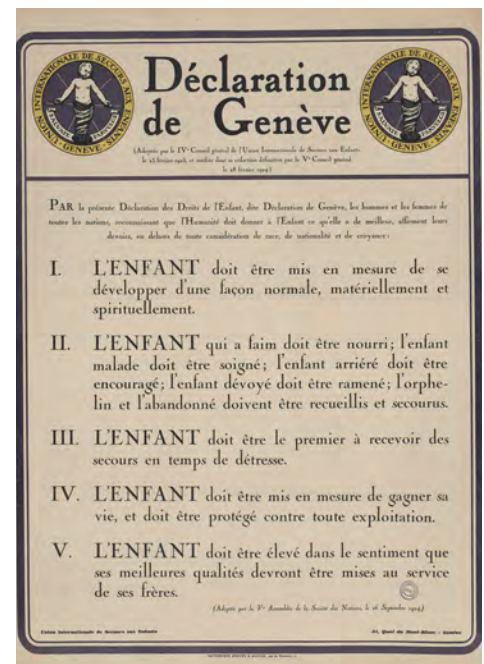 UNION INTERNATIONALE DE SECOURS AUX ENFANTS · GENÈVE ·
Déclaration
de Genève
UNION INTERNATIONALE DE SECOURS AUX ENFANTS · GENÈVE ·
(Adoptée par le IVe Conseil général de l'Union Internationale de Secours aux Enfants
le 23 février 1923, et rédigée dans sa rédaction définitive par le Ve Conseil général
le 28 février 1924)
PAR la présente Déclaration des Droits de l'Enfant, dite Déclaration de Genève, les hommes et les femmes de
toutes les nations, reconnaissant que l'Humanité doit donner à l'Enfant ce qu'elle a de meilleur, affirment leurs
devoirs, en dehors de toute considération de race, de nationalité et de croyance :
I. L'ENFANT doit être mis en mesure de se
développer d'une façon normale, matériellement et
spirituellement.
II. L'ENFANT qui a faim doit être nourri ; l'enfant
malade doit être soigné ; l'enfant arriéré doit être
encouragé ; l'enfant dévoyé doit être ramené ; l'orphe-
lin et l'abandonné doivent être recueillis et secourus.
III. L'ENFANT doit être le premier à recevoir des
secours en temps de détresse.
IV. L'ENFANT doit être mis en mesure de gagner sa
vie, et doit être protégé contre toute exploitation.
V. L'ENFANT doit être élevé dans le sentiment que
ses meilleures qualités devront être mises au service
de ses frères.
(Adoptée par la Ve Assemblée de la Société des Nations, le 26 Septembre 1924)
Union Internationale de Secours aux Enfants
31, Quai du Mont-Blanc - Genève